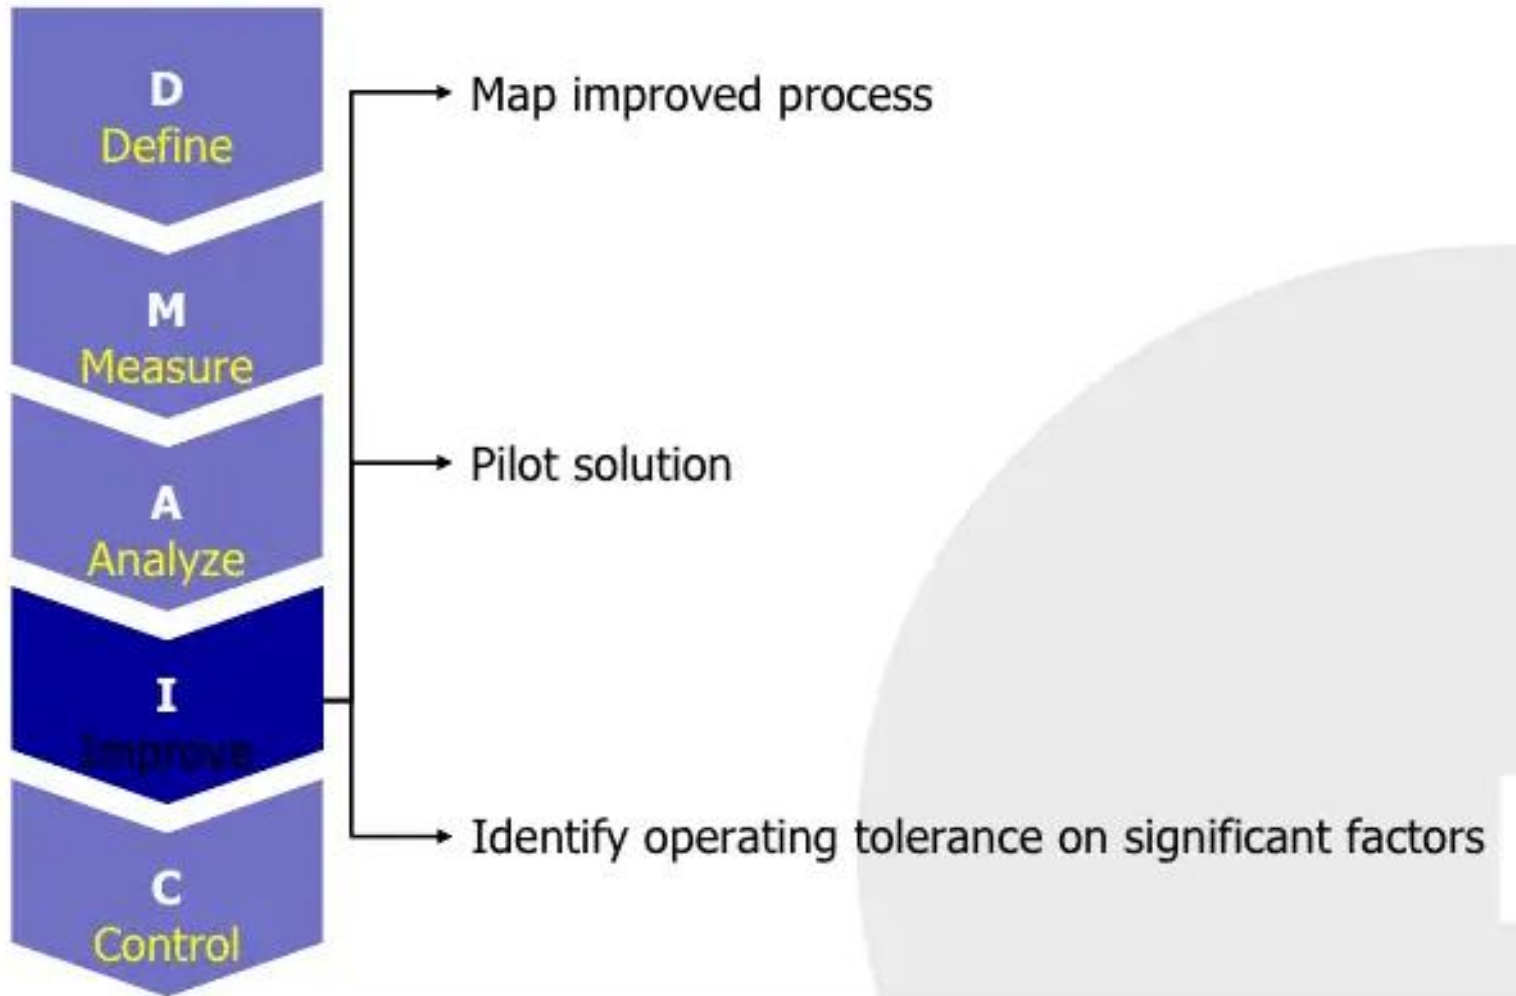 D
Define
M
Measure
A
Analyze
I
Improve
C
Control
Map improved process
Pilot solution
Identify operating tolerance on significant factors